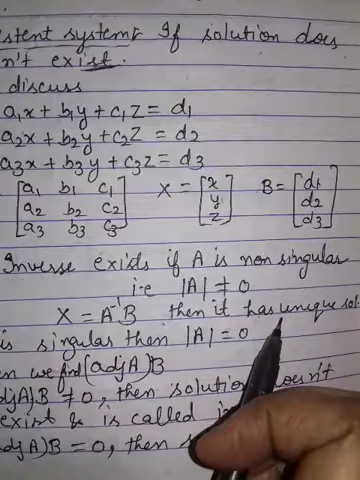 istent system: If solution does
n't exist.
discuss
a1x + b1y + c1z = d1
a2x + b2y + c2z = d2
a3x + b3y + c3z = d3
[a1 b1 c1 X = [x B = [d1
a2 b2 c2 y d2
a3 b3 c3] z] d3]
Inverse exists if A is non singular
i.e |A| ≠ 0
X = A⁻¹B then it has unique sol
is singular then |A| = 0
n we find (adj A)B
dj A)B ≠ 0, then solution doesn't
exist & is called in
adj A)B = 0, then s